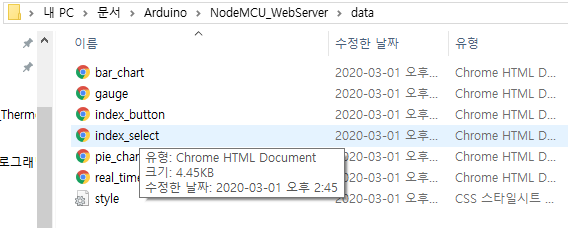 내 PC > 문서 > Arduino > NodeMCU_WebServer > data
이름 수정한 날짜 유형
bar_chart 2020-03-01 오후... Chrome HTML D...
gauge 2020-03-01 오후... Chrome HTML D...
index_button 2020-03-01 오후... Chrome HTML D...
_Therm
index_select 2020-03-01 오후... Chrome HTML D...
로그래
pie_char 2020-03-01 오후... Chrome HTML D...
유형: Chrome HTML Document
크기: 4.45KB
수정한 날짜: 2020-03-01 오후 2:45
real_time 2020-03-01 오후... Chrome HTML D...
style 2020-03-01 오후... CSS 스타일시트 ...